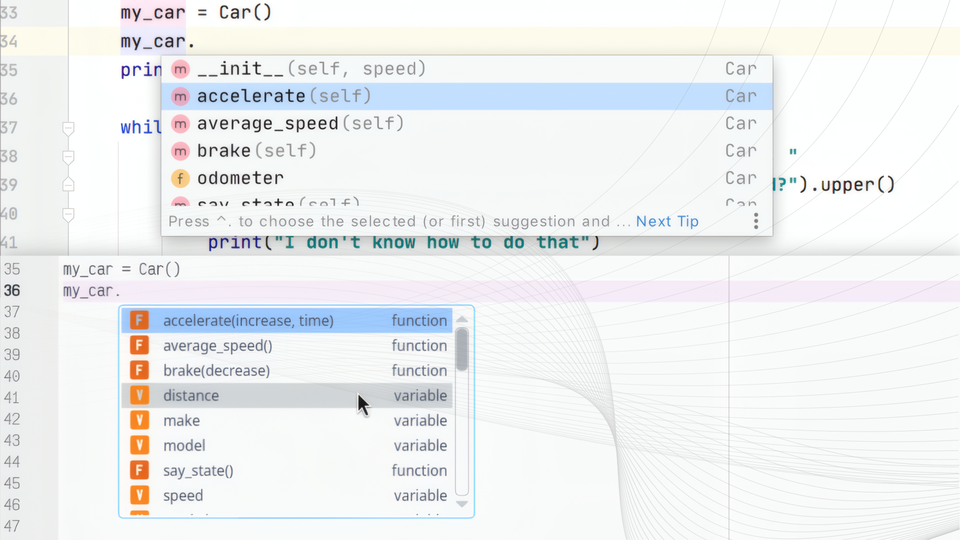 33 my_car = Car()
34 my_car.
__init__(self, speed) Car
35 prin
accelerate(self) Car
36
average_speed(self) Car
37 whil
brake(self) Car
38 "
odometer Car
39 ?").upper()
say_state(self) Car
40
Press ^. to choose the selected (or first) suggestion and ... Next Tip
41 print("I don't know how to do that")
35 my_car = Car()
36 my_car.
37
F accelerate(increase, time) function
38
F average_speed() function
39
F brake(decrease) function
40
V distance variable
41
V make variable
42
V model variable
43
F say_state() function
44
V speed variable
45
46
47